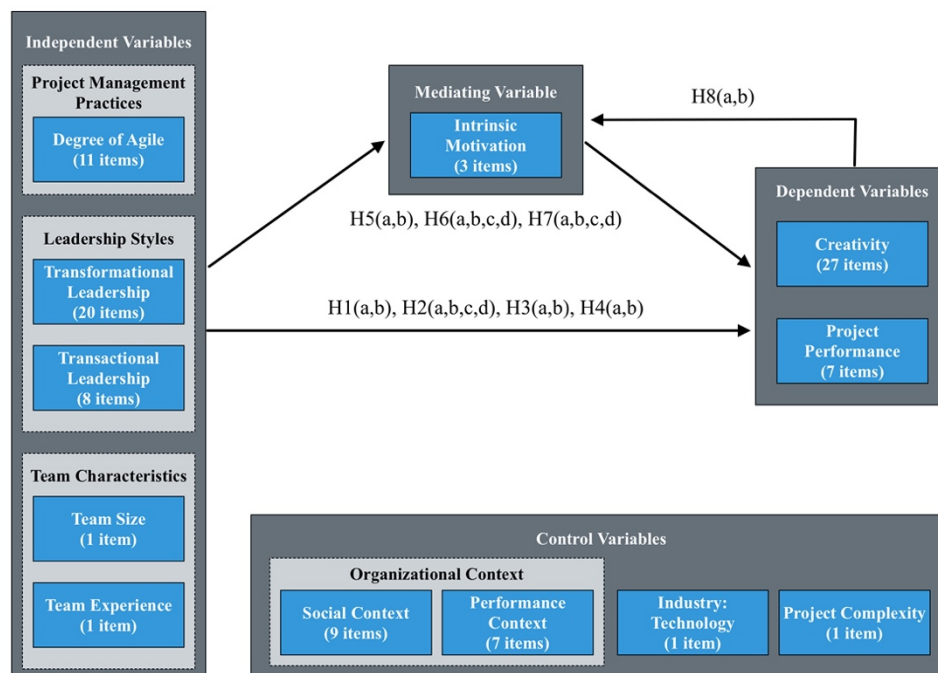 Independent Variables
Project Management
Practices
Degree of Agile
(11 items)
Leadership Styles
Transformational
Leadership
(20 items)
Transactional
Leadership
(8 items)
Team Characteristics
Team Size
(1 item)
Team Experience
(1 item)
Mediating Variable
Intrinsic
Motivation
(3 items)
H8(a,b)
H5(a,b), H6(a,b,c,d), H7(a,b,c,d)
H1(a,b), H2(a,b,c,d), H3(a,b), H4(a,b)
Dependent Variables
Creativity
(27 items)
Project
Performance
(7 items)
Control Variables
Organizational Context
Social Context
(9 items)
Performance
Context
(7 items)
Industry:
Technology
(1 item)
Project Complexity
(1 item)